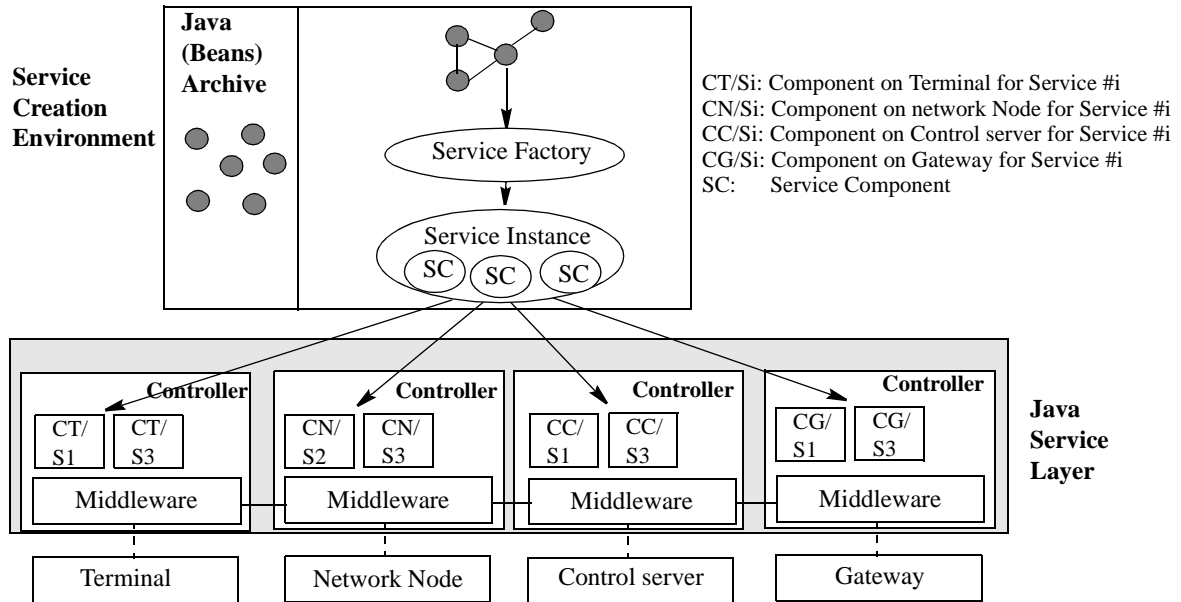 Service
Creation
Environment
Java
(Beans)
Archive
Service Factory
Service Instance
SC
SC
SC
CT/Si: Component on Terminal for Service #i
CN/Si: Component on network Node for Service #i
CC/Si: Component on Control server for Service #i
CG/Si: Component on Gateway for Service #i
SC: Service Component
Controller
Controller
Controller
Controller
CT/
S1
CT/
S3
CN/
S2
CN/
S3
CC/
S1
CC/
S3
CG/
S1
CG/
S3
Middleware
Middleware
Middleware
Middleware
Java
Service
Layer
Terminal
Network Node
Control server
Gateway